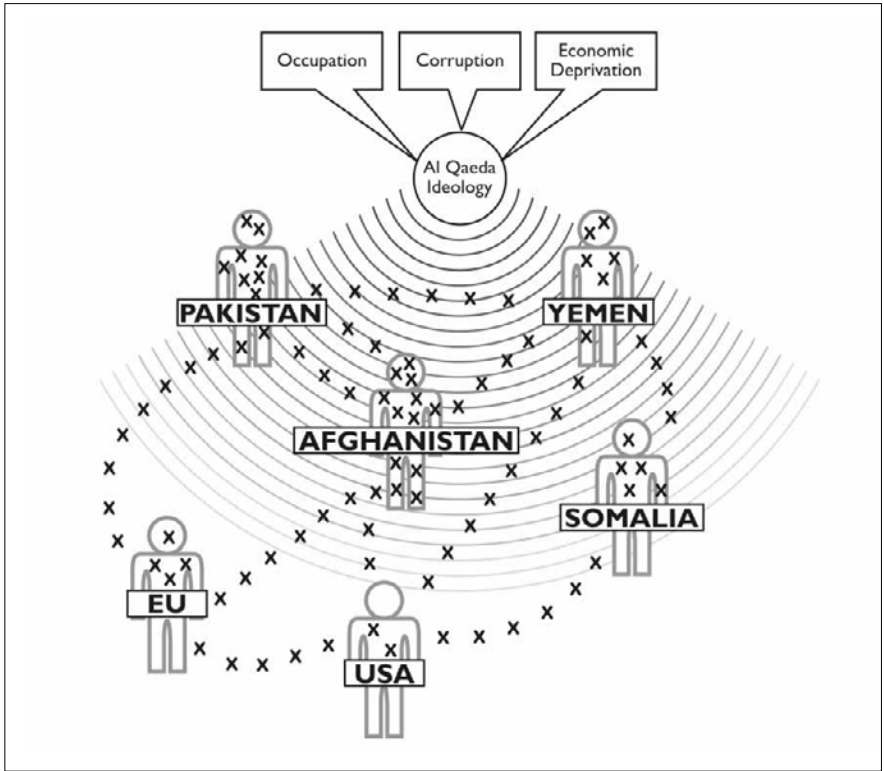 Occupation
Corruption
Economic
Deprivation
Al Qaeda
Ideology
PAKISTAN
YEMEN
AFGHANISTAN
SOMALIA
EU
USA